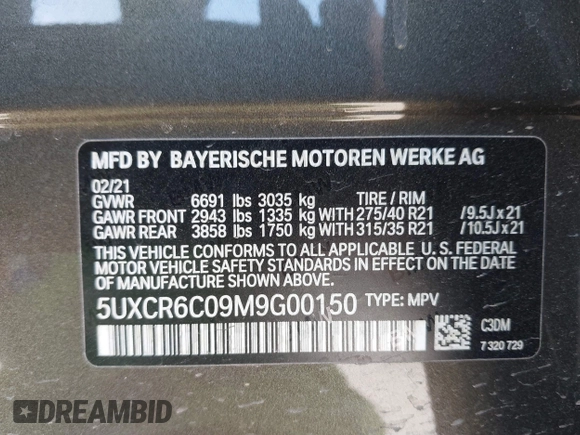 MFD BY BAYERISCHE MOTOREN WERKE AG
02/21
GVWR 6691 lbs 3035 kg TIRE / RIM
GAWR FRONT 2943 lbs 1335 kg WITH 275/40 R21 /9.5J x 21
GAWR REAR 3858 lbs 1750 kg WITH 315/35 R21 /10.5J x 21
THIS VEHICLE CONFORMS TO ALL APPLICABLE U. S. FEDERAL
MOTOR VEHICLE SAFETY STANDARDS IN EFFECT ON THE
DATE OF MANUFACTURE SHOWN ABOVE:
5UXCR6C09M9G00150 TYPE: MPV
C3DM
7 320 729
DREAMBID